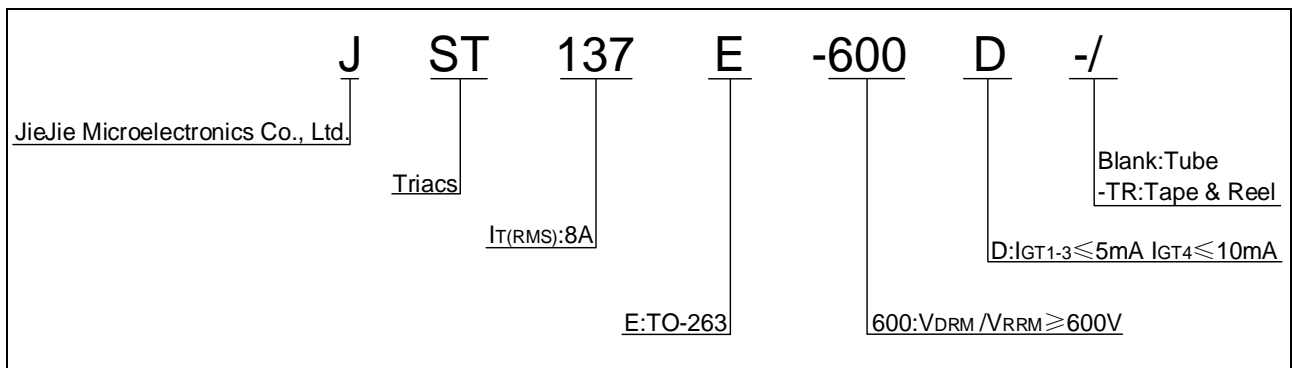 J ST 137 E -600 D -/
JieJie Microelectronics Co., Ltd.
Blank:Tube
Triacs
-TR:Tape & Reel
IT(RMS):8A
D:IGT1-3≤5mA IGT4≤10mA
E:TO-263
600:VDRM /VRRM≥600V